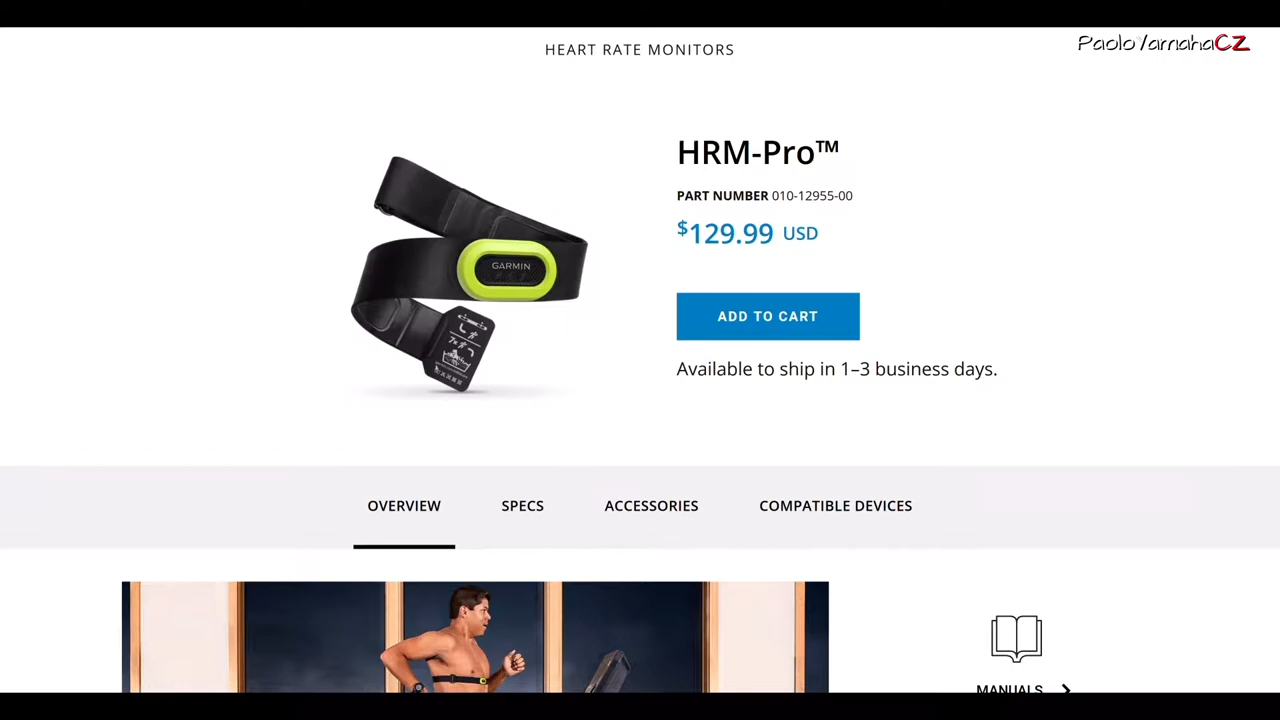 PaoloYamahaCZ
HEART RATE MONITORS
HRM-Pro™
PART NUMBER 010-12955-00
$129.99 USD
GARMIN
ADD TO CART
Available to ship in 1–3 business days.
OVERVIEW
SPECS
ACCESSORIES
COMPATIBLE DEVICES
MANUALS